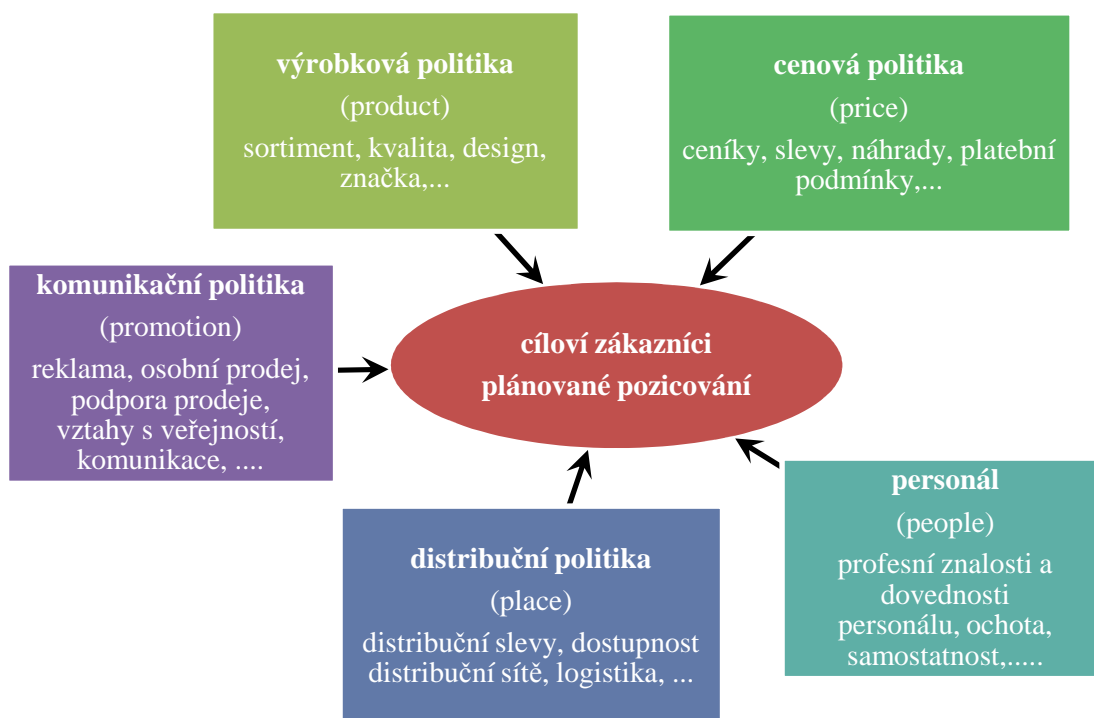 výrobková politika
(product)
sortiment, kvalita, design,
značka,...
cenová politika
(price)
ceníky, slevy, náhrady, platební
podmínky,...
komunikační politika
(promotion)
reklama, osobní prodej,
podpora prodeje,
vztahy s veřejností,
komunikace, ....
cíloví zákazníci
plánované pozicování
distribuční politika
(place)
distribuční slevy, dostupnost
distribuční sítě, logistika, ...
personál
(people)
profesní znalosti a
dovednosti
personálu, ochota,
samostatnost,.....